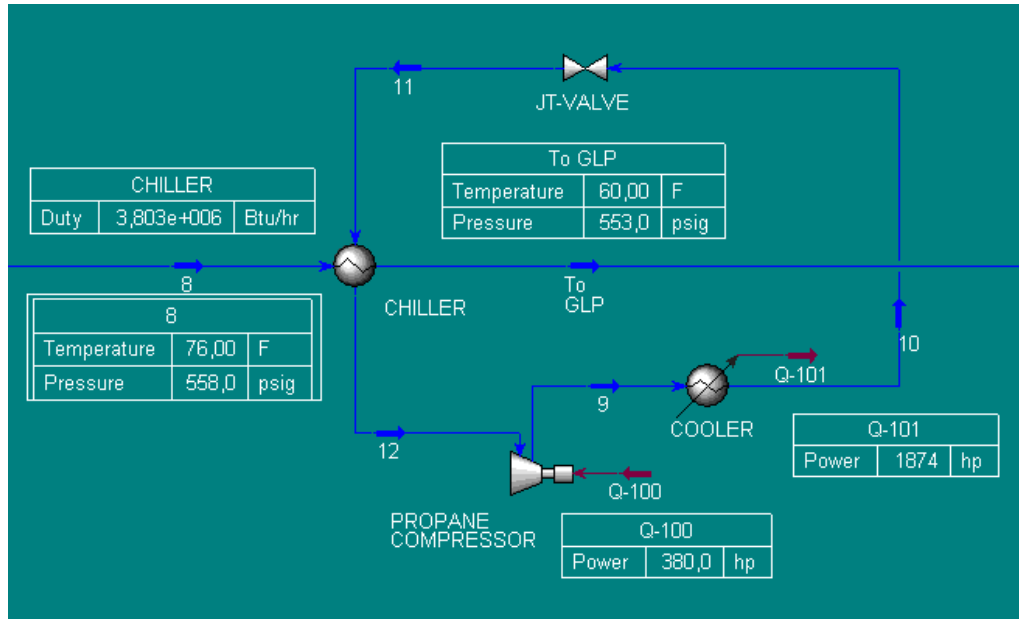 11
JT-VALVE
To GLP
Temperature 60,00 F
Pressure 553,0 psig
CHILLER
Duty 3,803e+006 Btu/hr
8
To
GLP
CHILLER
8
Temperature 76,00 F
Pressure 558,0 psig
10
Q-101
9
COOLER
Q-101
Power 1874 hp
12
Q-100
PROPANE
COMPRESSOR
Q-100
Power 380,0 hp